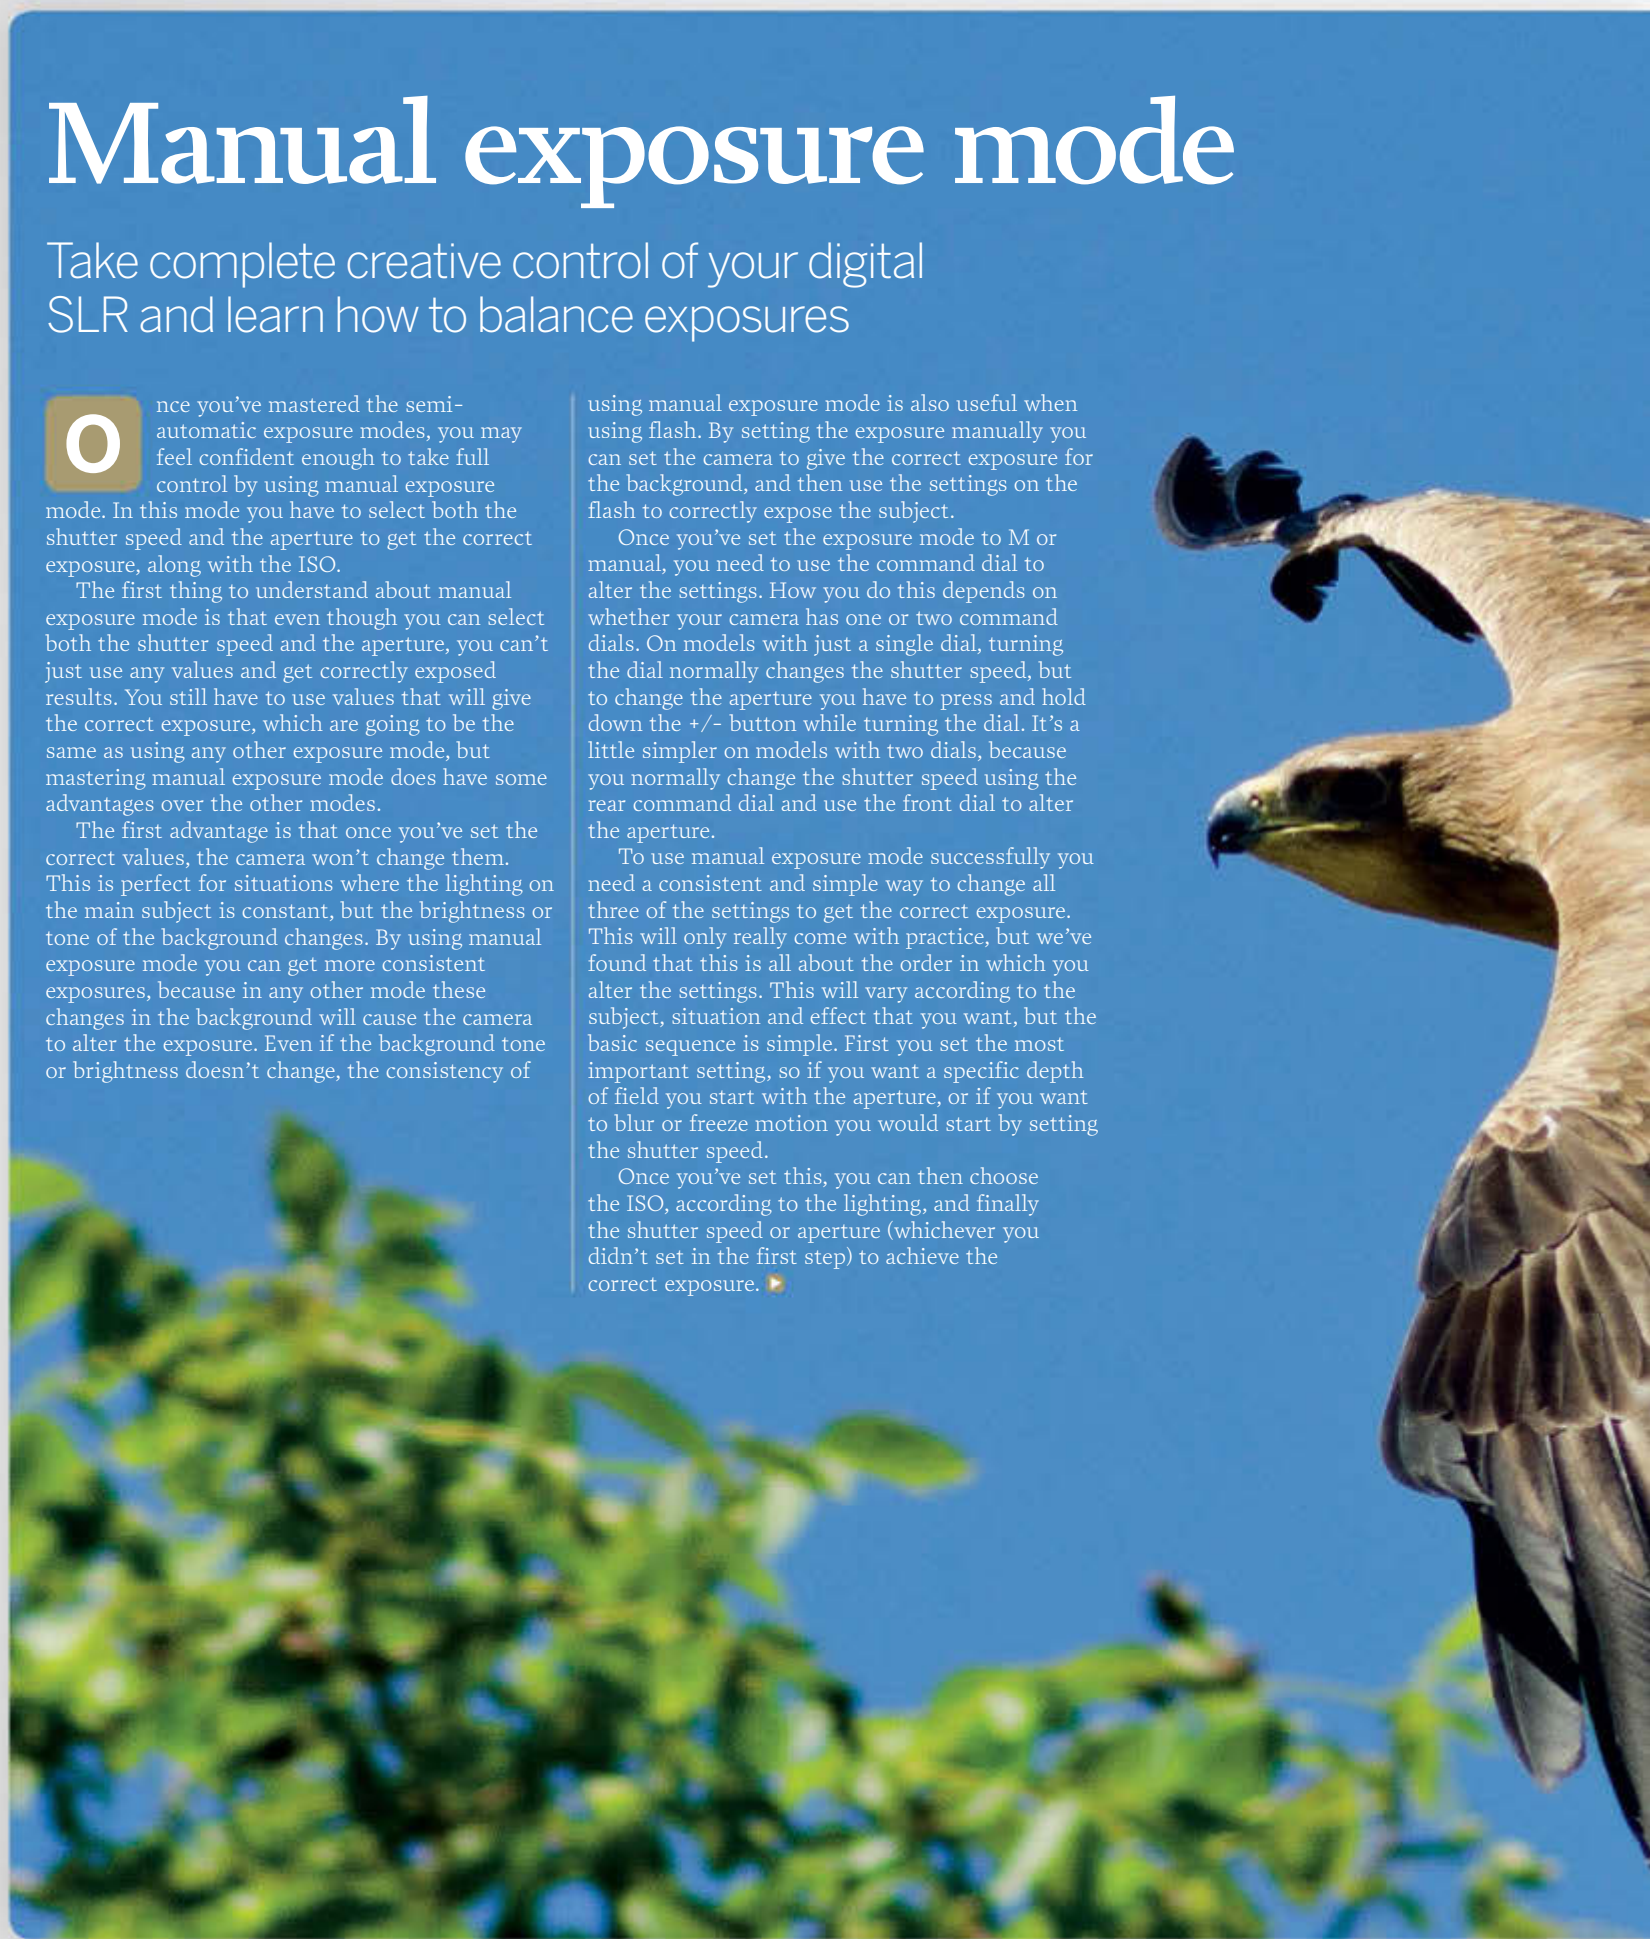 Manual exposure mode
Take complete creative control of your digital
SLR and learn how to balance exposures
Once you’ve mastered the semi-
automatic exposure modes, you may
feel confident enough to take full
control by using manual exposure
mode. In this mode you have to select both the
shutter speed and the aperture to get the correct
exposure, along with the ISO.
The first thing to understand about manual
exposure mode is that even though you can select
both the shutter speed and the aperture, you can’t
just use any values and get correctly exposed
results. You still have to use values that will give
the correct exposure, which are going to be the
same as using any other exposure mode, but
mastering manual exposure mode does have some
advantages over the other modes.
The first advantage is that once you’ve set the
correct values, the camera won’t change them.
This is perfect for situations where the lighting on
the main subject is constant, but the brightness or
tone of the background changes. By using manual
exposure mode you can get more consistent
exposures, because in any other mode these
changes in the background will cause the camera
to alter the exposure. Even if the background tone
or brightness doesn’t change, the consistency of
using manual exposure mode is also useful when
using flash. By setting the exposure manually you
can set the camera to give the correct exposure for
the background, and then use the settings on the
flash to correctly expose the subject.
Once you’ve set the exposure mode to M or
manual, you need to use the command dial to
alter the settings. How you do this depends on
whether your camera has one or two command
dials. On models with just a single dial, turning
the dial normally changes the shutter speed, but
to change the aperture you have to press and hold
down the +/- button while turning the dial. It’s a
little simpler on models with two dials, because
you normally change the shutter speed using the
rear command dial and use the front dial to alter
the aperture.
To use manual exposure mode successfully you
need a consistent and simple way to change all
three of the settings to get the correct exposure.
This will only really come with practice, but we’ve
found that this is all about the order in which you
alter the settings. This will vary according to the
subject, situation and effect that you want, but the
basic sequence is simple. First you set the most
important setting, so if you want a specific depth
of field you start with the aperture, or if you want
to blur or freeze motion you would start by setting
the shutter speed.
Once you’ve set this, you can then choose
the ISO, according to the lighting, and finally
the shutter speed or aperture (whichever you
didn’t set in the first step) to achieve the
correct exposure.